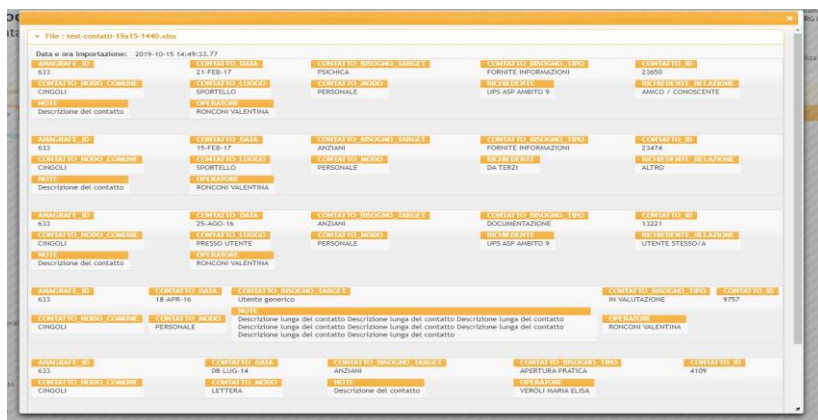 File : test-contatti-19a15-1440.xlsx
Data e ora Importazione: 2019-10-15 14:49:33.77
ANAGRAFE_ID CONTATTO_DATA CONTATTO_BISOGNO_TARGET CONTATTO_BISOGNO_TIPO CONTATTO_ID
633 21-FEB-17 PSICHICA FORNITE INFORMAZIONI 23650
CONTATTO_NODO_COMUNE CONTATTO_LUOGO CONTATTO_MODO RICHIEDENTE RICHIEDENTE_RELAZIONE
CINGOLI SPORTELLO PERSONALE UPS ASP AMBITO 9 AMICO / CONOSCENTE
NOTE OPERATORE
Descrizione del contatto RONCONI VALENTINA
ANAGRAFE_ID CONTATTO_DATA CONTATTO_BISOGNO_TARGET CONTATTO_BISOGNO_TIPO CONTATTO_ID
633 15-FEB-17 ANZIANI FORNITE INFORMAZIONI 23474
CONTATTO_NODO_COMUNE CONTATTO_LUOGO CONTATTO_MODO RICHIEDENTE RICHIEDENTE_RELAZIONE
CINGOLI SPORTELLO PERSONALE DA TERZI ALTRO
NOTE OPERATORE
Descrizione del contatto RONCONI VALENTINA
ANAGRAFE_ID CONTATTO_DATA CONTATTO_BISOGNO_TARGET CONTATTO_BISOGNO_TIPO CONTATTO_ID
633 25-AGO-16 ANZIANI DOCUMENTAZIONE 13221
CONTATTO_NODO_COMUNE CONTATTO_LUOGO CONTATTO_MODO RICHIEDENTE RICHIEDENTE_RELAZIONE
CINGOLI PRESSO UTENTE PERSONALE UPS ASP AMBITO 9 UTENTE STESSO/A
NOTE OPERATORE
Descrizione del contatto RONCONI VALENTINA
ANAGRAFE_ID CONTATTO_DATA CONTATTO_BISOGNO_TARGET CONTATTO_BISOGNO_TIPO CONTATTO_ID
633 18-APR-16 Utente generico IN VALUTAZIONE 9757
CONTATTO_NODO_COMUNE CONTATTO_MODO NOTE OPERATORE
CINGOLI PERSONALE Descrizione lunga del contatto Descrizione lunga del contatto Descrizione lunga del contatto RONCONI VALENTINA
Descrizione lunga del contatto Descrizione lunga del contatto Descrizione lunga del contatto
Descrizione lunga del contatto Descrizione lunga del contatto
ANAGRAFE_ID CONTATTO_DATA CONTATTO_BISOGNO_TARGET CONTATTO_BISOGNO_TIPO CONTATTO_ID
633 08-LUG-14 ANZIANI APERTURA PRATICA 4109
CONTATTO_NODO_COMUNE CONTATTO_MODO NOTE OPERATORE
CINGOLI LETTERA Descrizione del contatto VEROLI MARIA ELISA